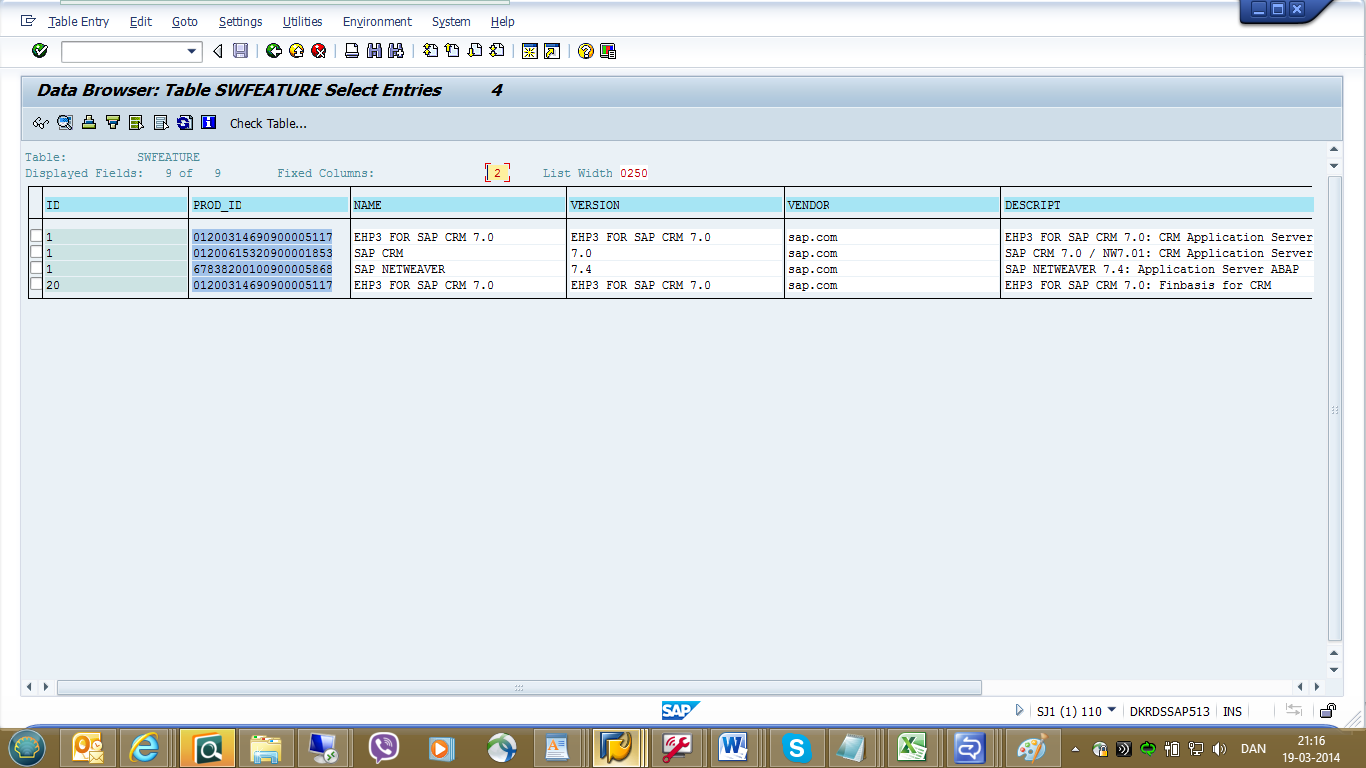 Table Entry Edit Goto Settings Utilities Environment System Help
Data Browser: Table SWFEATURE Select Entries 4
Check Table...
Table: SWFEATURE
Displayed Fields: 9 of 9 Fixed Columns: 2 List Width 0250
ID PROD_ID NAME VERSION VENDOR DESCRIPT
1 01200314690900005117 EHP3 FOR SAP CRM 7.0 EHP3 FOR SAP CRM 7.0 sap.com EHP3 FOR SAP CRM 7.0: CRM Application Server
1 01200615320900001853 SAP CRM 7.0 sap.com SAP CRM 7.0 / NW7.01: CRM Application Server
1 67838200100900005868 SAP NETWEAVER 7.4 sap.com SAP NETWEAVER 7.4: Application Server ABAP
20 01200314690900005117 EHP3 FOR SAP CRM 7.0 EHP3 FOR SAP CRM 7.0 sap.com EHP3 FOR SAP CRM 7.0: Finbasis for CRM
SAP SJ1 (1) 110 DKRDSSAP513 INS
DAN 21:16
19-03-2014